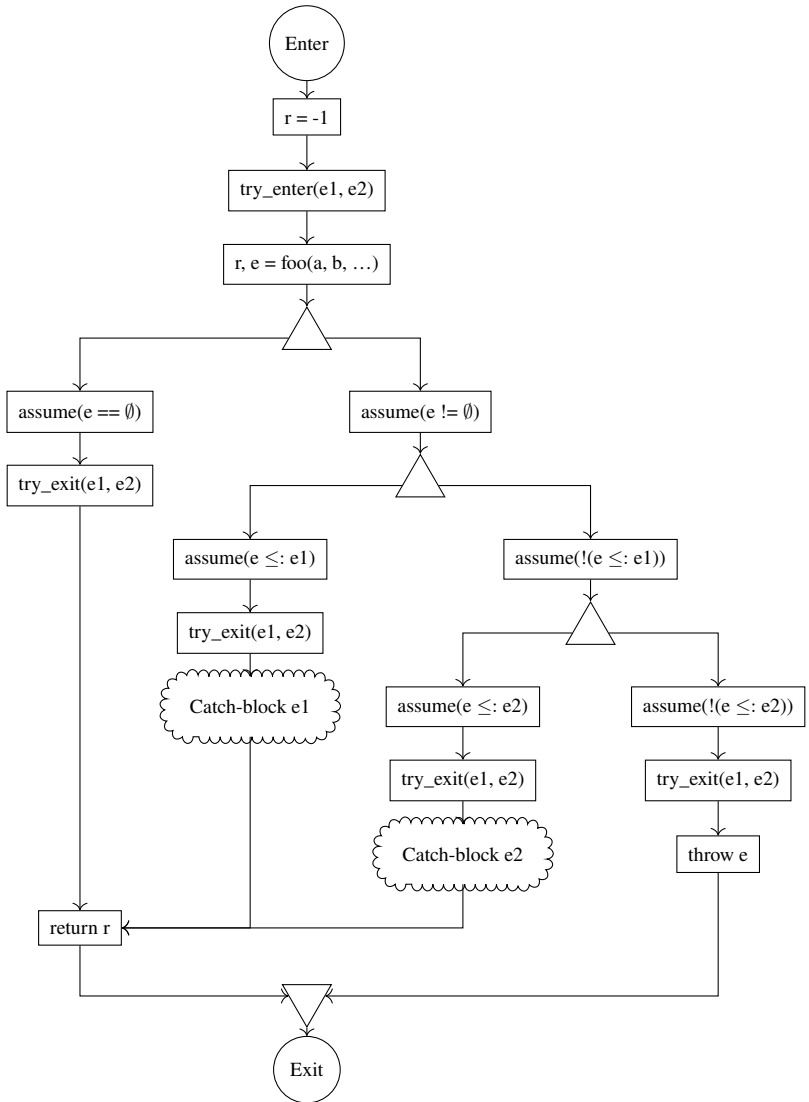 Enter
r = -1
try_enter(e1, e2)
r, e = foo(a, b, …)
assume(e == ∅)
assume(e != ∅)
try_exit(e1, e2)
assume(e ≤: e1)
assume(!(e ≤: e1))
try_exit(e1, e2)
Catch-block e1
assume(e ≤: e2)
assume(!(e ≤: e2))
try_exit(e1, e2)
try_exit(e1, e2)
Catch-block e2
throw e
return r
Exit